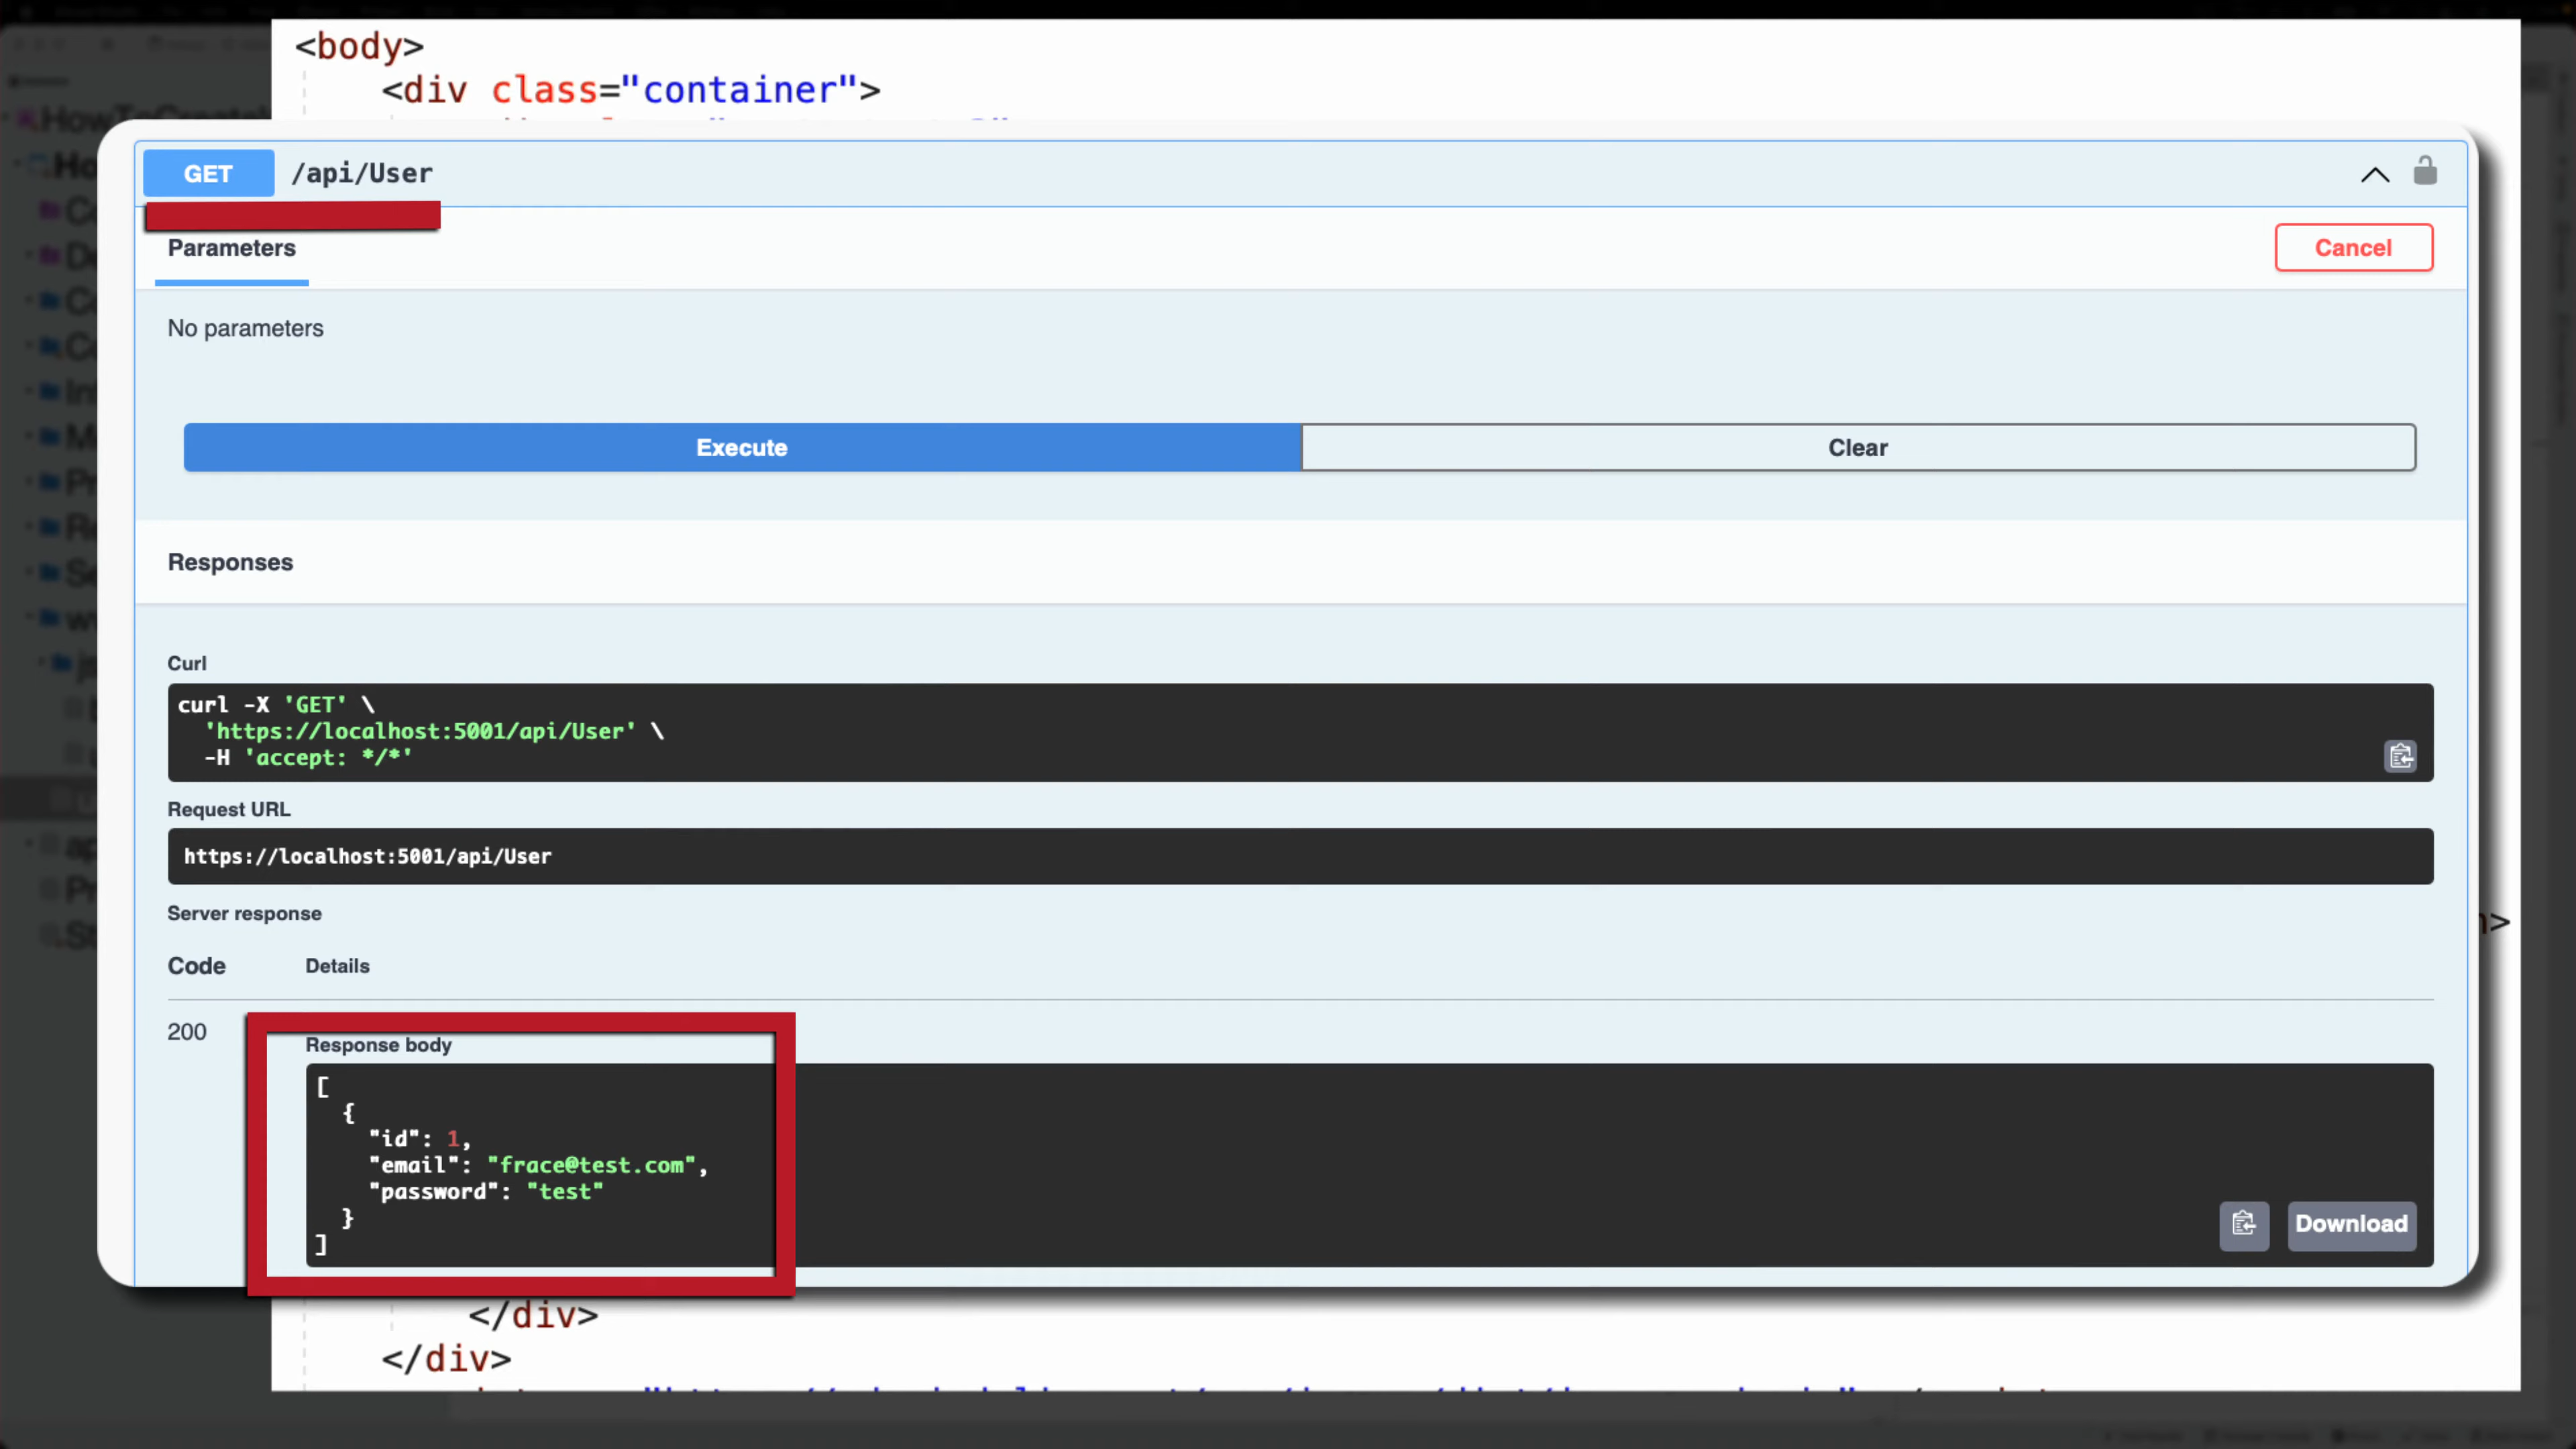 <body>
<div class="container">
GET /api/User
Parameters
Cancel
No parameters
Execute
Clear
Responses
Curl
curl -X 'GET' \
'https://localhost:5001/api/User' \
-H 'accept: */*'
Request URL
https://localhost:5001/api/User
Server response
Code Details
200
Response body
[
{
"id": 1,
"email": "frace@test.com",
"password": "test"
}
]
Download
</div>
</div>